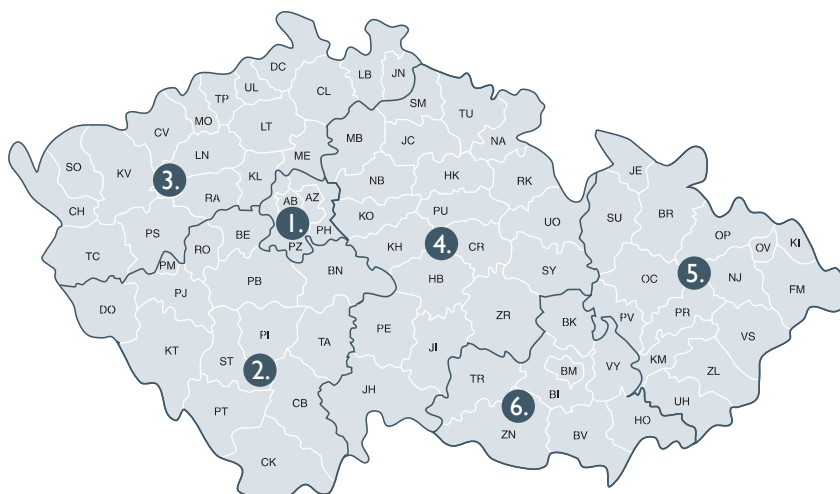 DC
LB
JN
UL
CL
TP
SM
MO
TU
CV
LT
MB
JC
NA
LN
ME
SO
KV
3.
KL
NB
HK
RK
JE
RA
AB
AZ
CH
KO
PU
SU
BR
PS
BE
1.
PH
UO
OP
RO
PZ
KH
4.
CR
OV
KI
TC
PM
BN
SY
OC
5.
NJ
PB
HB
FM
PJ
DO
PR
ZR
PV
BK
PI
PE
VS
TA
JI
KT
ST
KM
2.
BM
VY
ZL
TR
JH
BI
CB
6.
UH
PT
HO
ZN
BV
CK